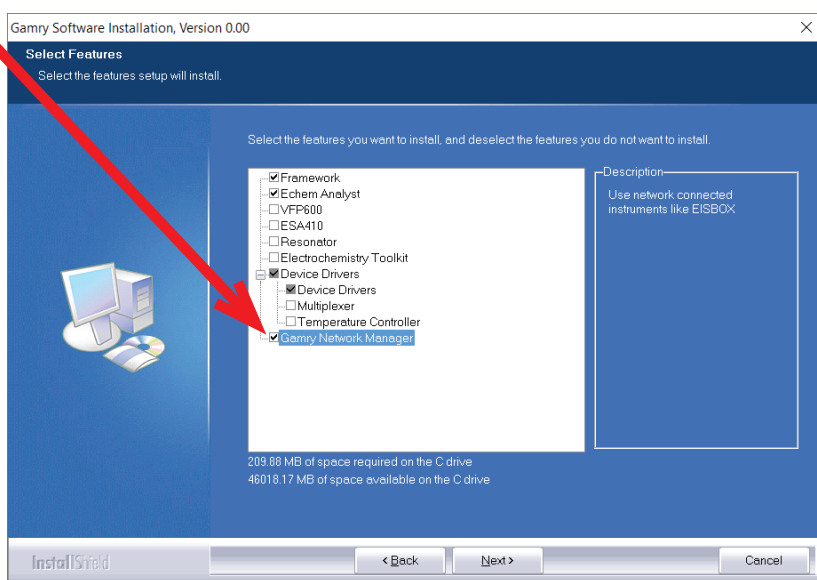 Gamry Software Installation, Version 0.00
Select Features
Select the features setup will install.
Select the features you want to install, and deselect the features you do not want to install.
Framework
Echem Analyst
VFP600
ESA410
Resonator
Electrochemistry Toolkit
Device Drivers
Device Drivers
Multiplexer
Temperature Controller
Gamry Network Manager
Description
Use network connected
instruments like EISBOX
209.88 MB of space required on the C drive
46018.17 MB of space available on the C drive
InstallShield
< Back
Next >
Cancel